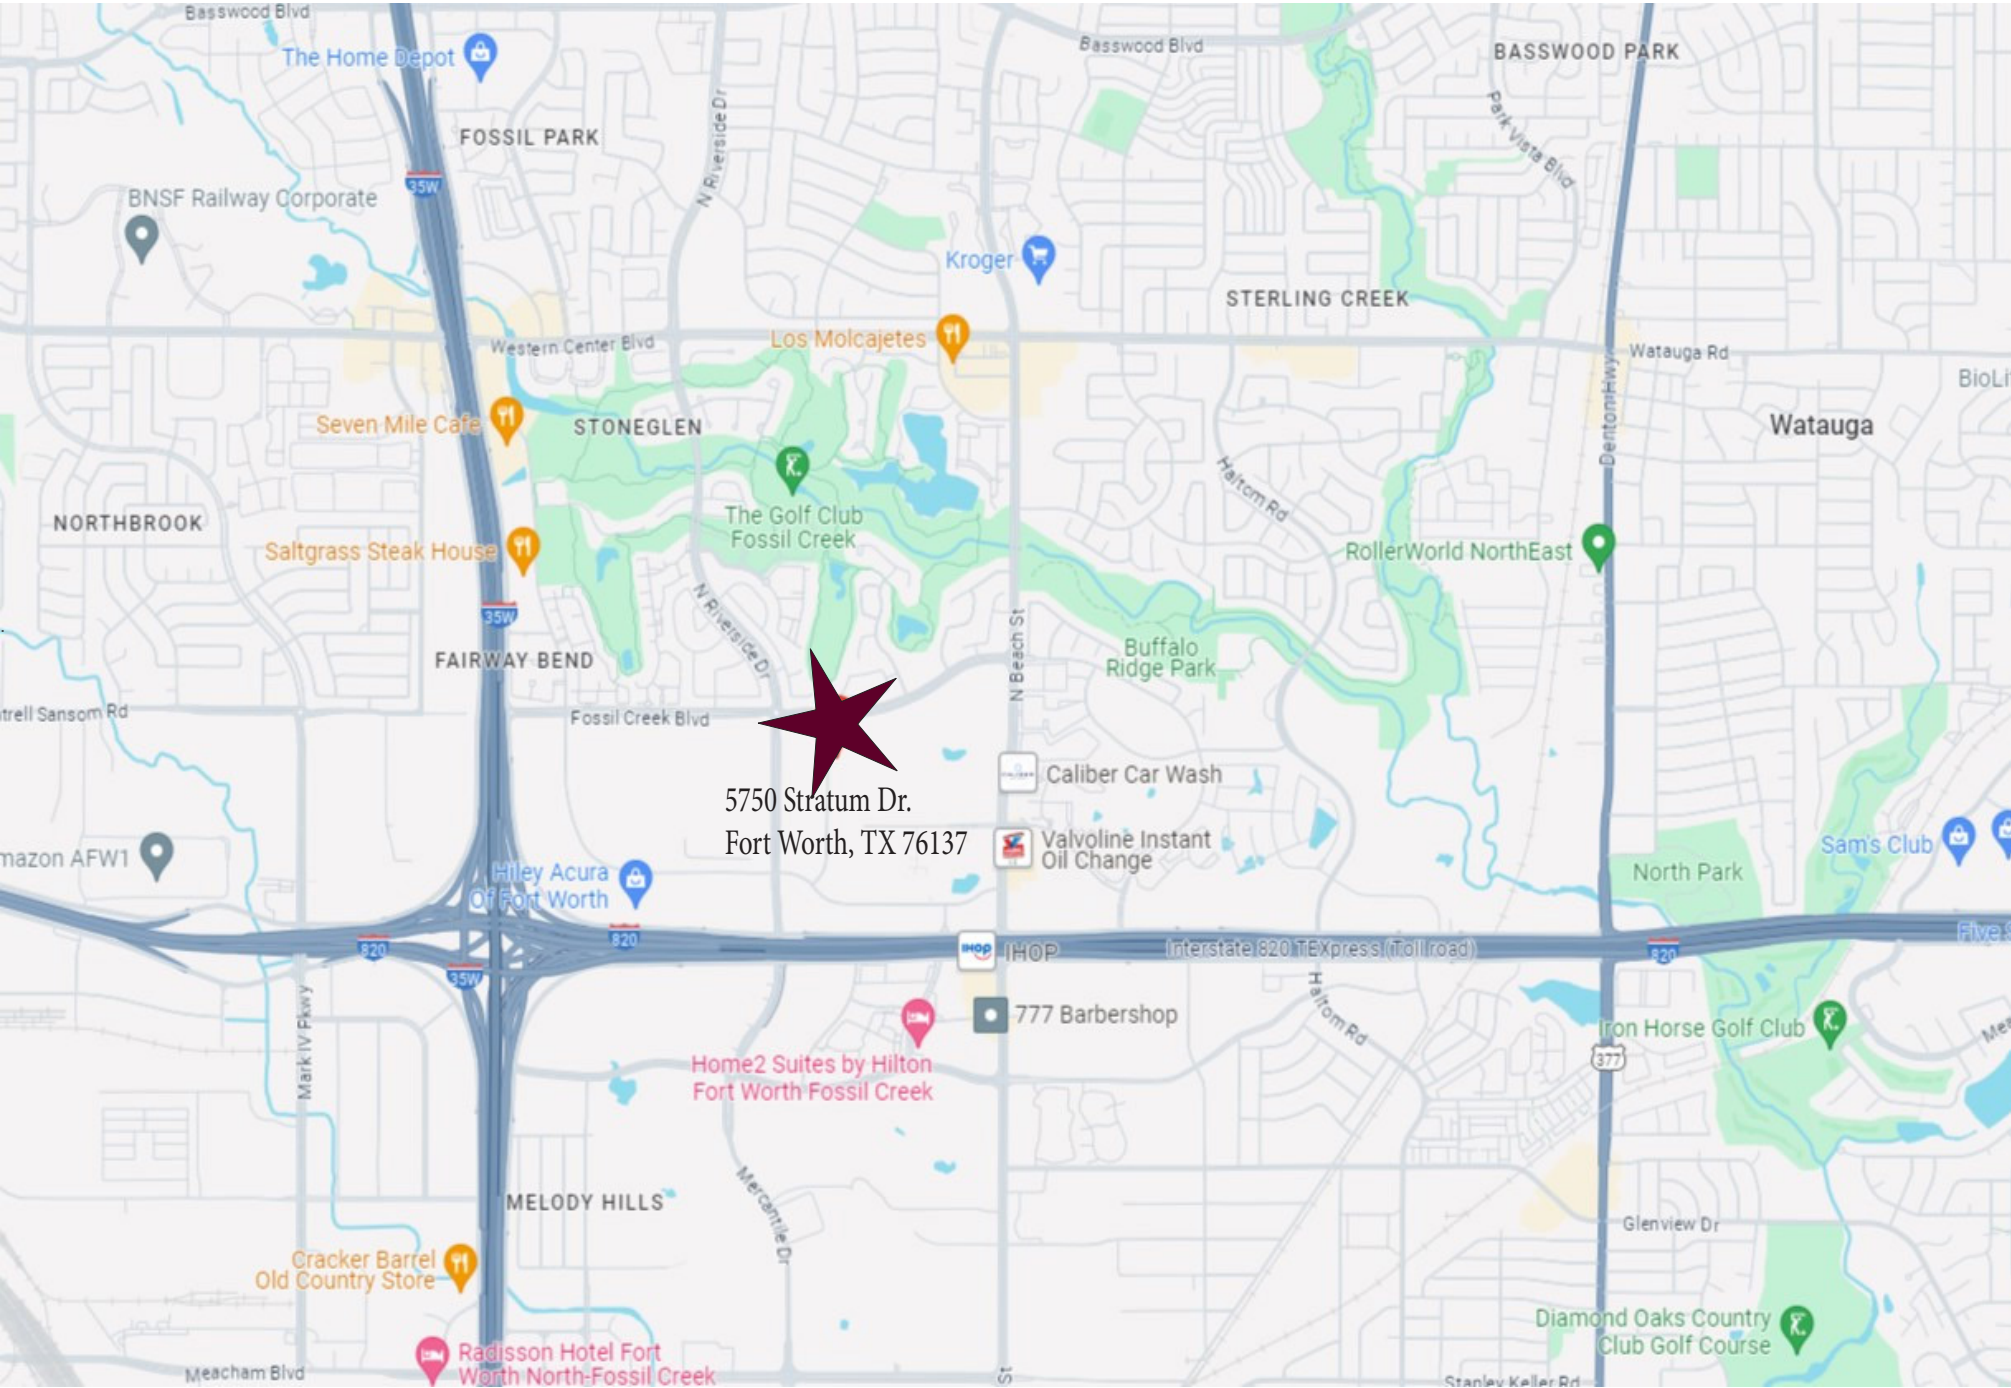 Basswood Blvd
The Home Depot
Basswood Blvd
BASSWOOD PARK
FOSSIL PARK
N Riverside Dr
Park Vista Blvd
35W
BNSF Railway Corporate
Kroger
STERLING CREEK
Western Center Blvd
Los Molcajetes
Watauga Rd
Denton Hwy
BioLi
Seven Mile Cafe
STONEGLEN
Watauga
Haltom Rd
The Golf Club
Fossil Creek
NORTHBROOK
Saltgrass Steak House
RollerWorld NorthEast
35W
N Riverside Dr
N Beach St
FAIRWAY BEND
Buffalo
Ridge Park
trell Sansom Rd
Fossil Creek Blvd
Caliber Car Wash
5750 Stratum Dr.
Fort Worth, TX 76137
Valvoline Instant
Oil Change
mazon AFW1
Sam's Club
Hiley Acura
Of Fort Worth
North Park
820
820
IHOP
IHOP
Interstate 820 TEXpress (Toll road)
820
Five S
35W
Mark IV Pkwy
777 Barbershop
Haltom Rd
Iron Horse Golf Club
Mea
377
Home2 Suites by Hilton
Fort Worth Fossil Creek
MELODY HILLS
Mercantile Dr
Glenview Dr
Cracker Barrel
Old Country Store
Diamond Oaks Country
Club Golf Course
Radisson Hotel Fort
Worth North-Fossil Creek
Meacham Blvd
St
Stanley Keller Rd